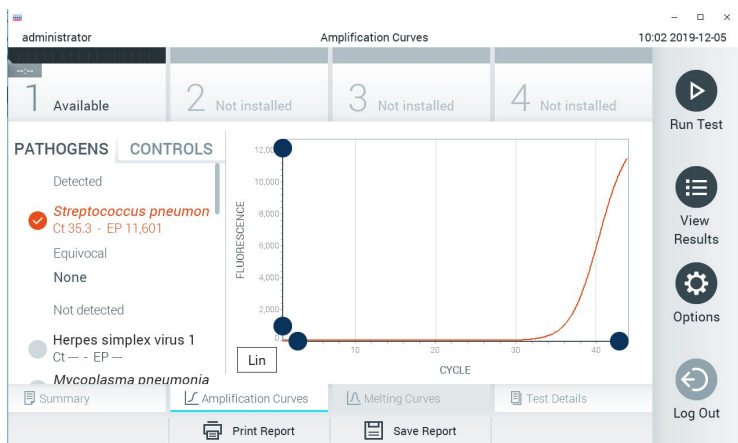 administrator
Amplification Curves
10:02 2019-12-05
--:--
1 Available
2 Not installed
3 Not installed
4 Not installed
Run Test
PATHOGENS
CONTROLS
Detected
Streptococcus pneumon
Ct 35.3 - EP 11,601
Equivocal
None
Not detected
Herpes simplex virus 1
Ct --- - EP ---
Mycoplasma pneumonia
FLUORESCENCE
12,00
10,000
8,000
6,000
4,000
2,000
0
10
20
30
40
Lin
CYCLE
View
Results
Options
Log Out
Summary
Amplification Curves
Melting Curves
Test Details
Print Report
Save Report